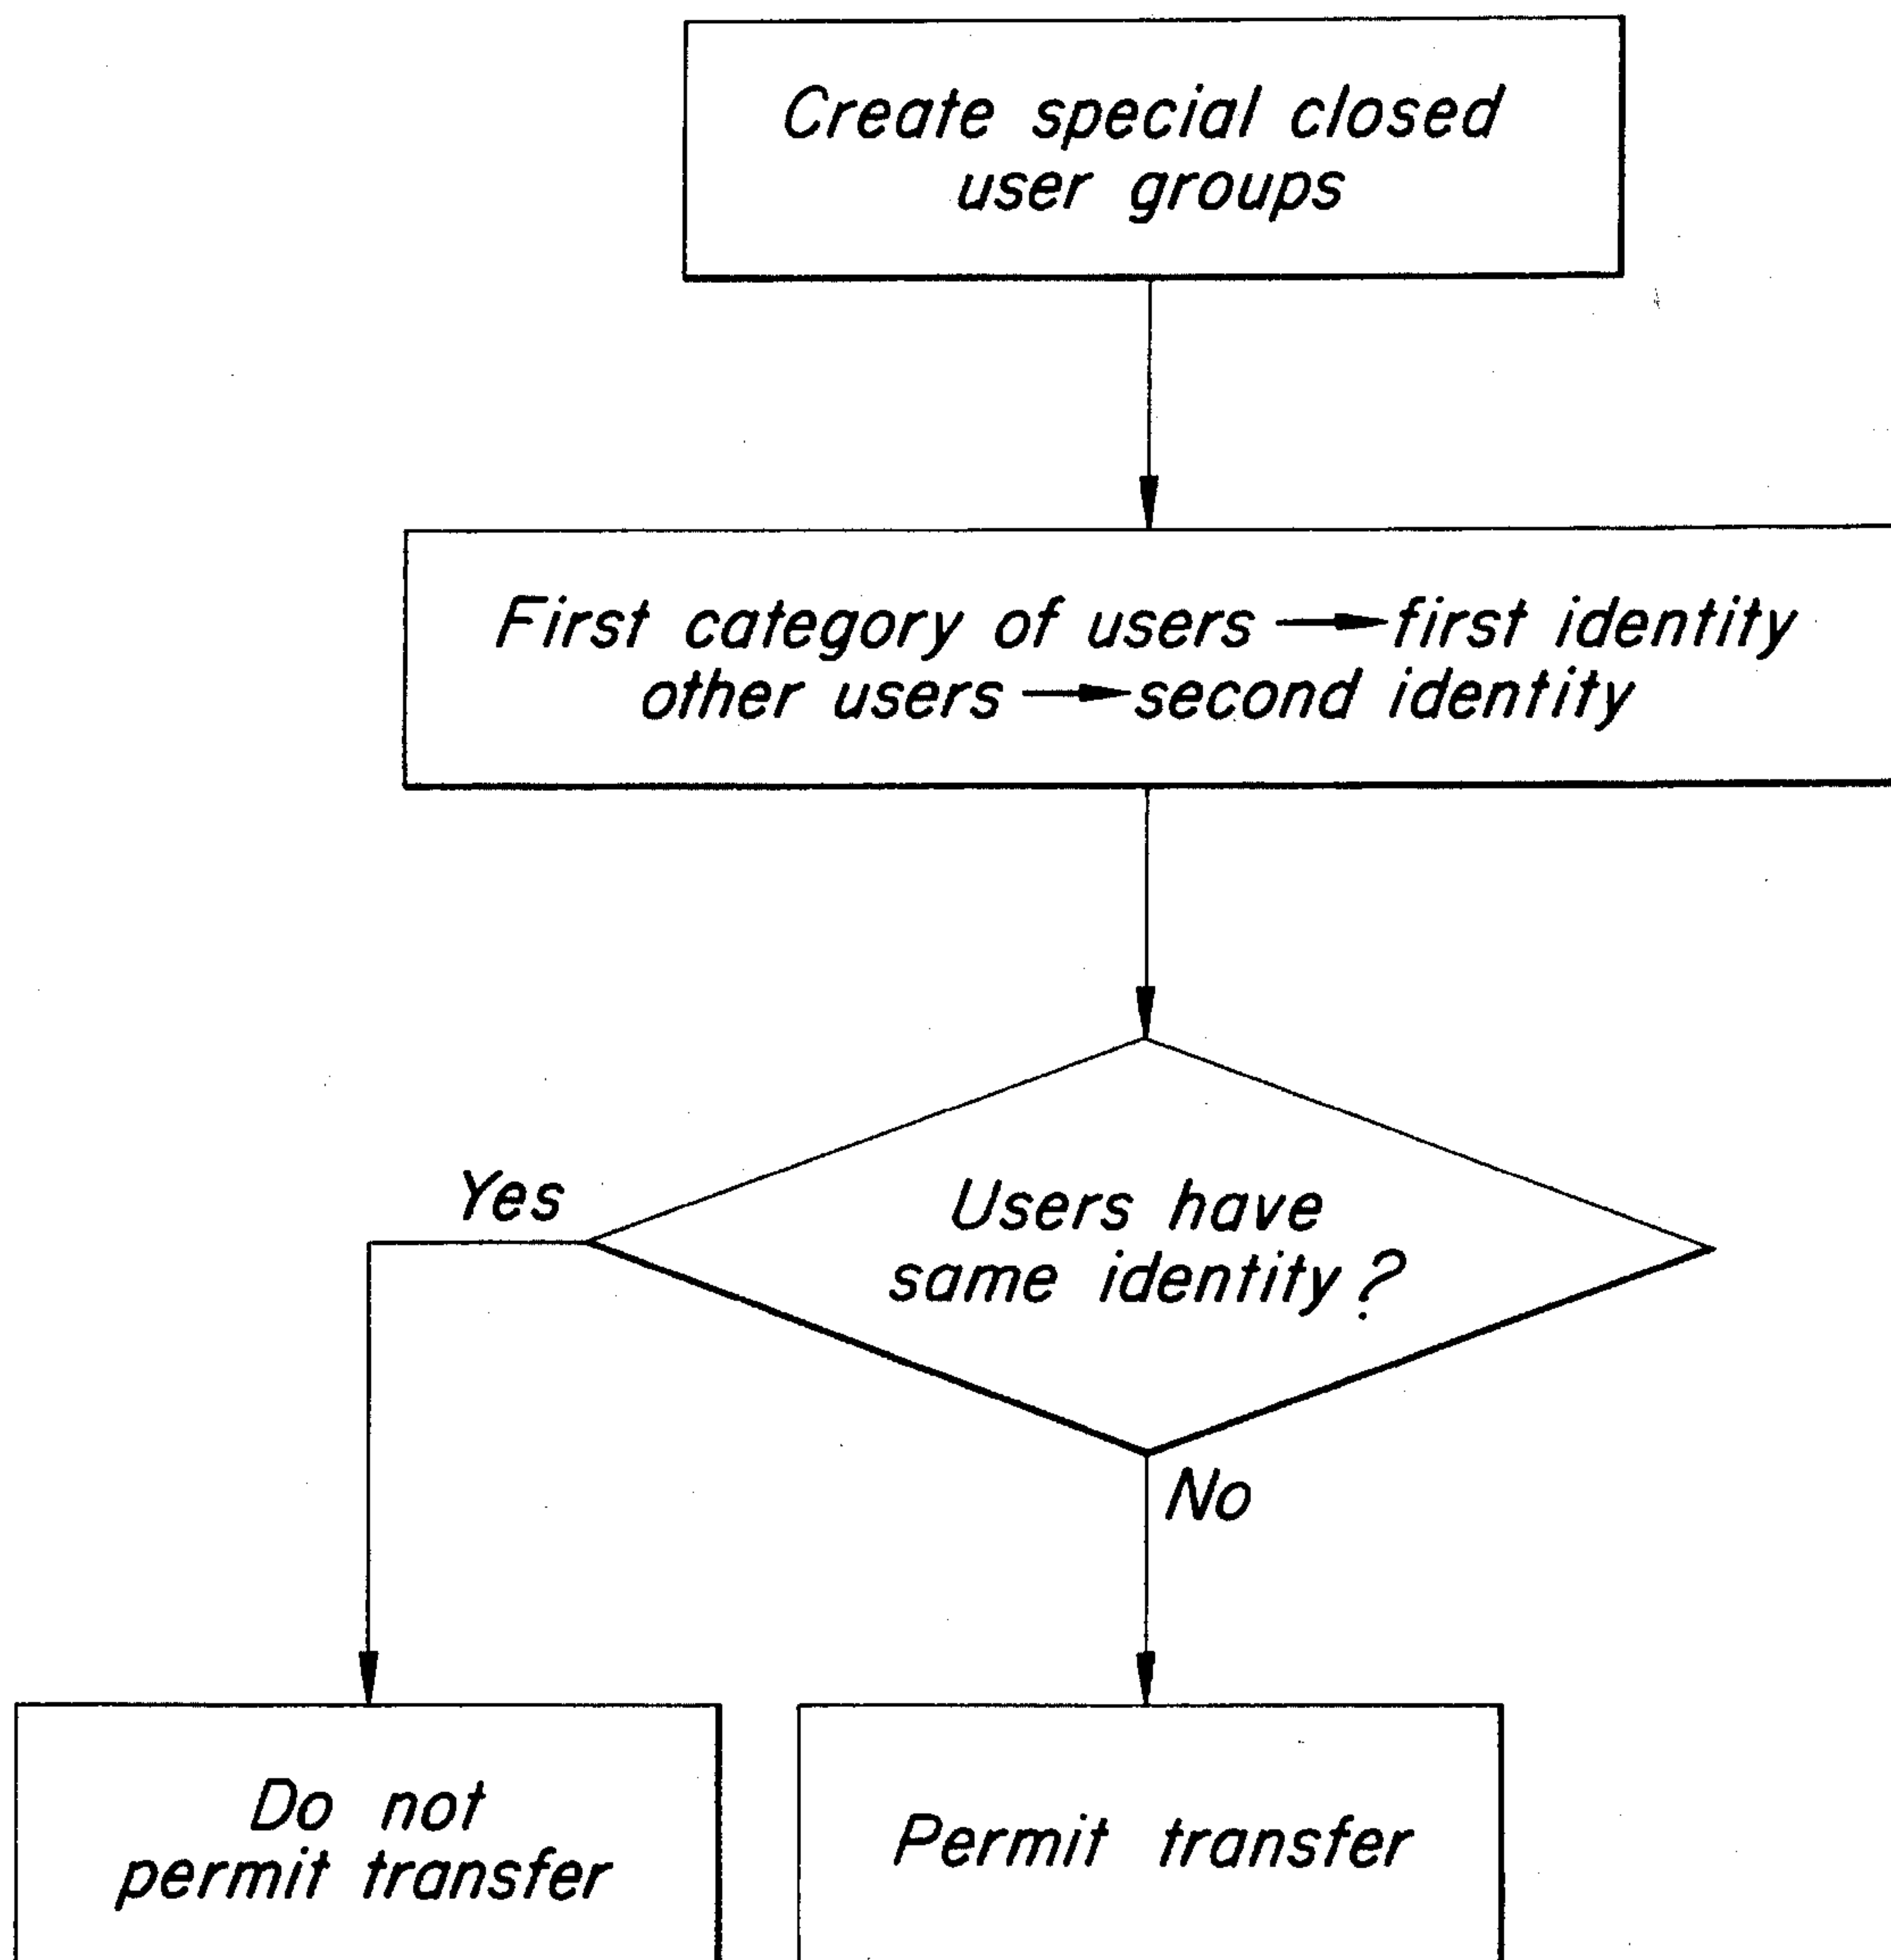 Create special closed
user groups
First category of users → first identity
other users → second identity
Yes
Users have
same identity?
No
Do not
permit transfer
Permit transfer